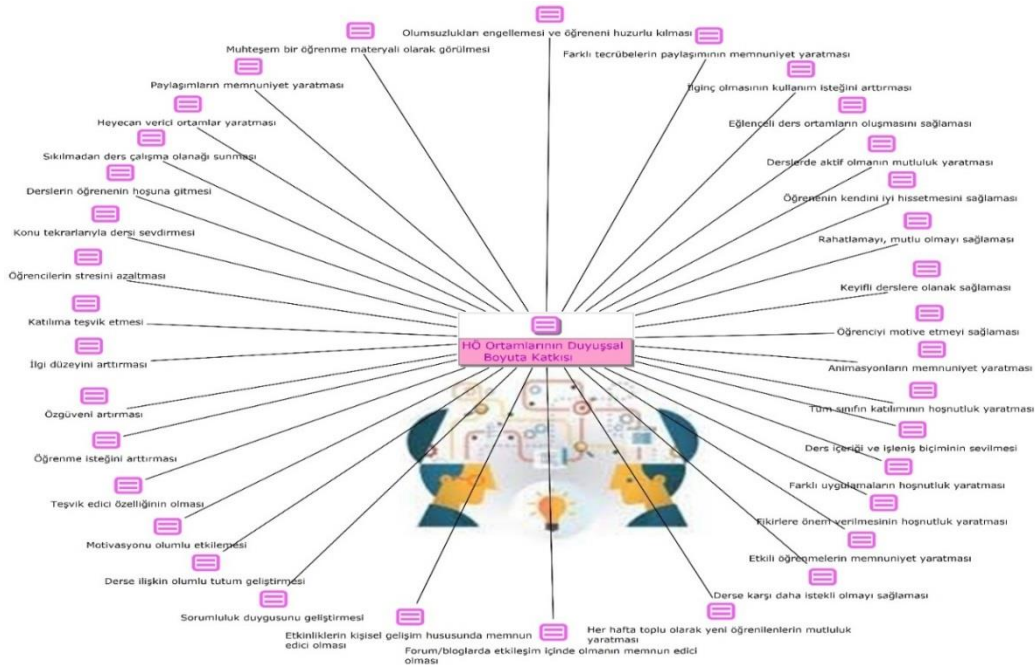 Olumsuzlukları engellemesi ve öğreneni huzurlu kılması
Muhteşem bir öğrenme materyali olarak görülmesi
Farklı tecrübelerin paylaşımının memnuniyet yaratması
Paylaşımların memnuniyet yaratması
İlginç olmasının kullanım isteğini arttırması
Heyecan verici ortamlar yaratması
Eğlenceli ders ortamların oluşmasını sağlaması
Sıkılmadan ders çalışma olanağı sunması
Derslerde aktif olmanın mutluluk yaratması
Derslerin öğrenenin hoşuna gitmesi
Öğrenenin kendini iyi hissetmesini sağlaması
Konu tekrarlarıyla dersi sevdirmesi
Rahatlamayı, mutlu olmayı sağlaması
Öğrencilerin stresini azaltması
Keyifli derslere olanak sağlaması
Katılıma teşvik etmesi
Öğrenciyi motive etmeyi sağlaması
HÖ Ortamlarının Duyuşsal
Boyuta Katkısı
İlgi düzeyini arttırması
Animasyonların memnuniyet yaratması
Özgüveni artırması
Tüm sınıfın katılımının hoşnutluk yaratması
Öğrenme isteğini arttırması
Ders içeriği ve işleniş biçiminin sevilmesi
Farklı uygulamaların hoşnutluk yaratması
Teşvik edici özelliğinin olması
Fikirlere önem verilmesinin hoşnutluk yaratması
Motivasyonu olumlu etkilemesi
Etkili öğrenmelerin memnuniyet yaratması
Derse ilişkin olumlu tutum geliştirmesi
Derse karşı daha istekli olmayı sağlaması
Sorumluluk duygusunu geliştirmesi
Etkinliklerin kişisel gelişim hususunda memnun
edici olması
Her hafta toplu olarak yeni öğrenilenlerin mutluluk
yaratması
Forum/bloglarda etkileşim içinde olmanın memnun edici
olması